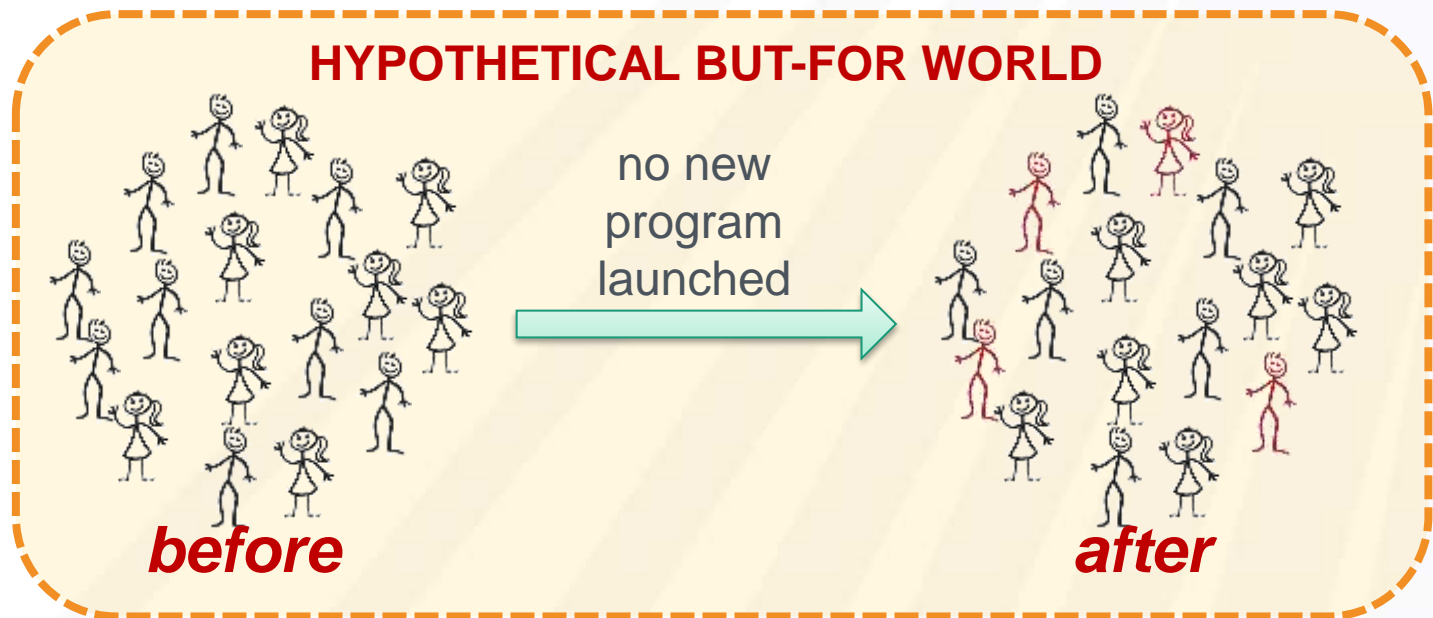 HYPOTHETICAL BUT-FOR WORLD
no new
program
launched
before
after